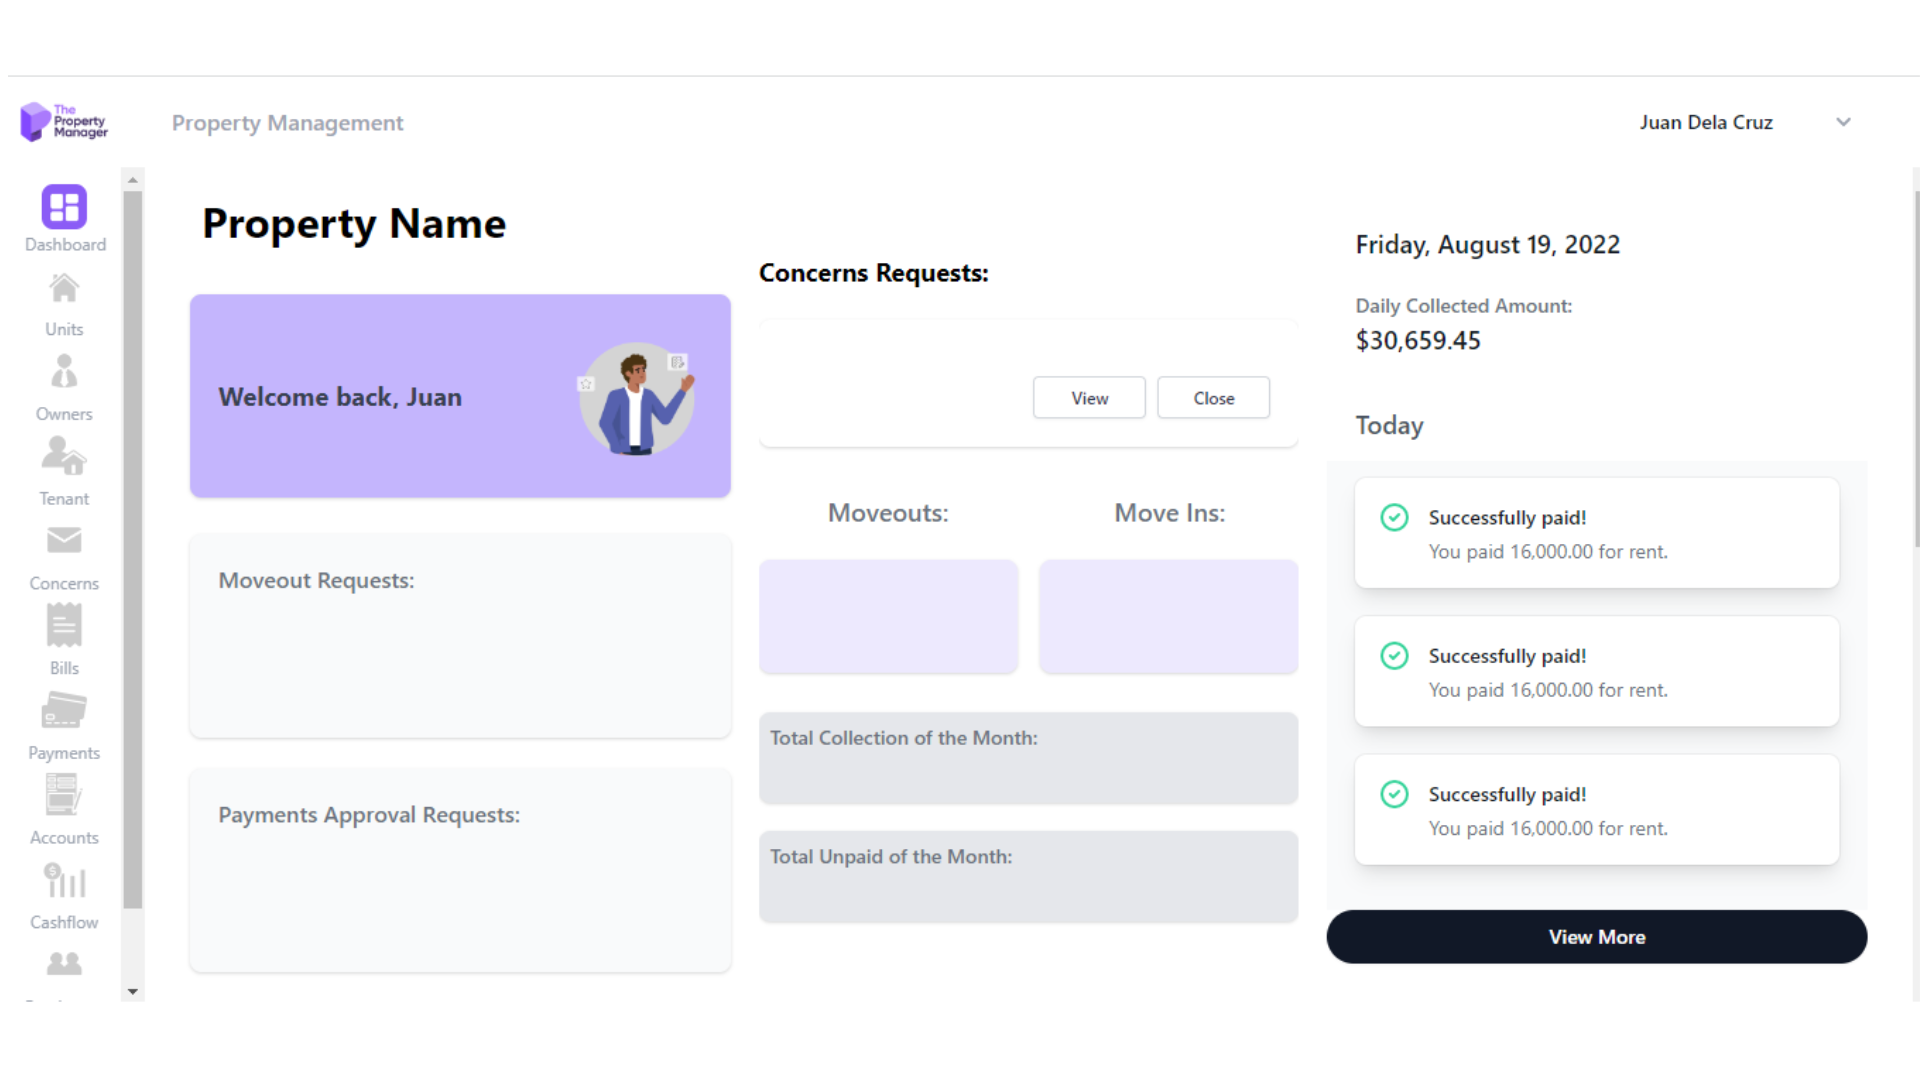 The
Property
Manager
Property Management
Juan Dela Cruz
Dashboard
Units
Owners
Tenant
Concerns
Bills
Payments
Accounts
Cashflow
Property Name
Welcome back, Juan
Moveout Requests:
Payments Approval Requests:
Concerns Requests:
View
Close
Moveouts:
Move Ins:
Total Collection of the Month:
Total Unpaid of the Month:
Friday, August 19, 2022
Daily Collected Amount:
$30,659.45
Today
Successfully paid!
You paid 16,000.00 for rent.
Successfully paid!
You paid 16,000.00 for rent.
Successfully paid!
You paid 16,000.00 for rent.
View More